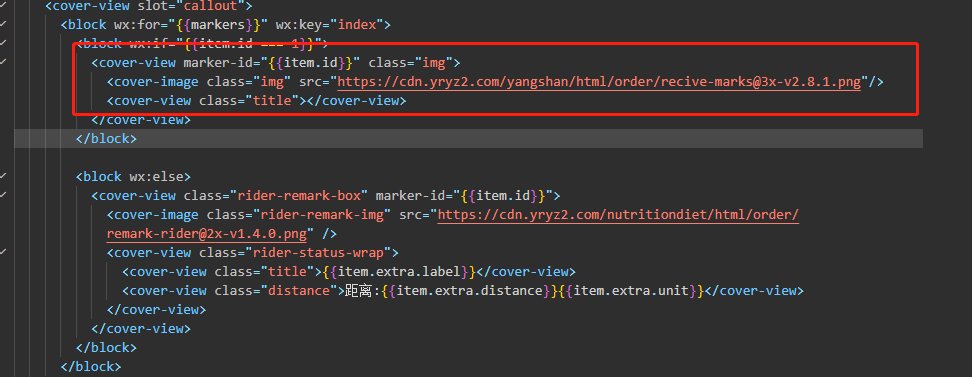 <cover-view slot="callout">
<block wx:for="{{markers}}" wx:key="index">
<block wx:if="{{item.id === 1}}">
<cover-view marker-id="{{item.id}}" class="img">
<cover-image class="img" src="https://cdn.yryz2.com/yangshan/html/order/recive-marks@3x-v2.8.1.png"/>
<cover-view class="title"></cover-view>
</cover-view>
</block>
<block wx:else>
<cover-view class="rider-remark-box" marker-id="{{item.id}}">
<cover-image class="rider-remark-img" src="https://cdn.yryz2.com/nutritiondiet/html/order/
remark-rider@2x-v1.4.0.png" />
<cover-view class="rider-status-wrap">
<cover-view class="title">{{item.extra.label}}</cover-view>
<cover-view class="distance">距离:{{item.extra.distance}}{{item.extra.unit}}</cover-view>
</cover-view>
</cover-view>
</block>
</block>